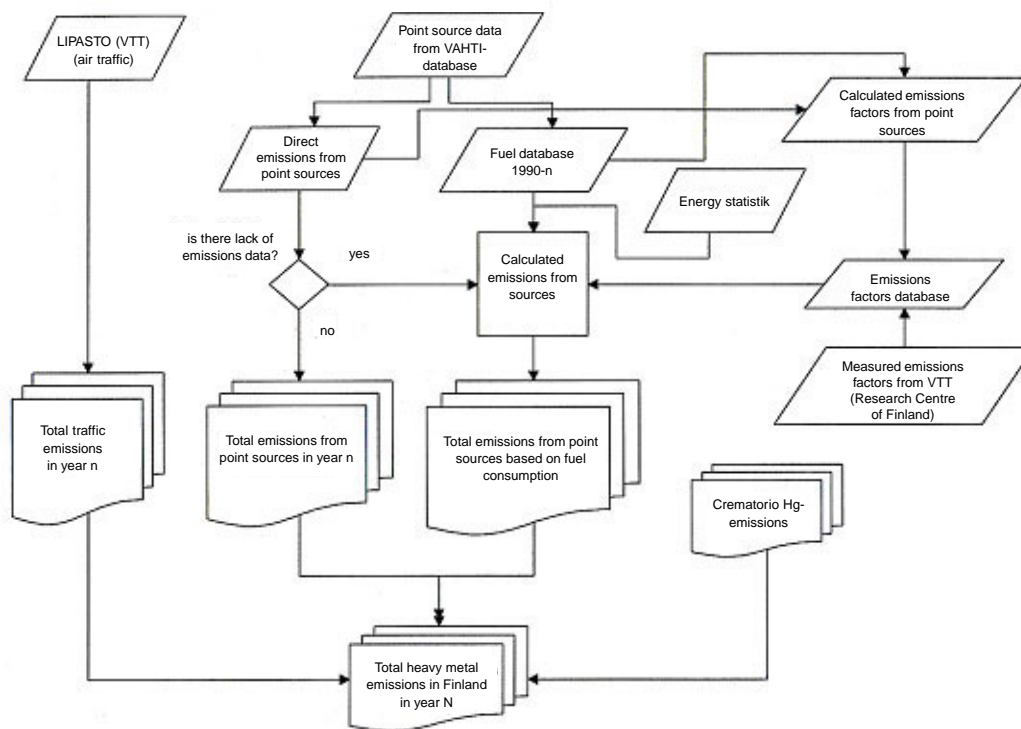 LIPASTO (VTT)
(air traffic)
Point source data
from VAHTI-
database
Calculated emissions
factors from point
sources
Direct
emissions from
point sources
Fuel database
1990-n
Energy statistik
is there lack of
emissions data?
yes
Calculated
emissions from
sources
Emissions
factors database
no
Measured emissions
factors from VTT
(Research Centre
of Finland)
Total traffic
emissions
in year n
Total emissions from
point sources in year n
Total emissions from point
sources based on fuel
consumption
Crematorio Hg-
emissions
Total heavy metal
emissions in Finland
in year N